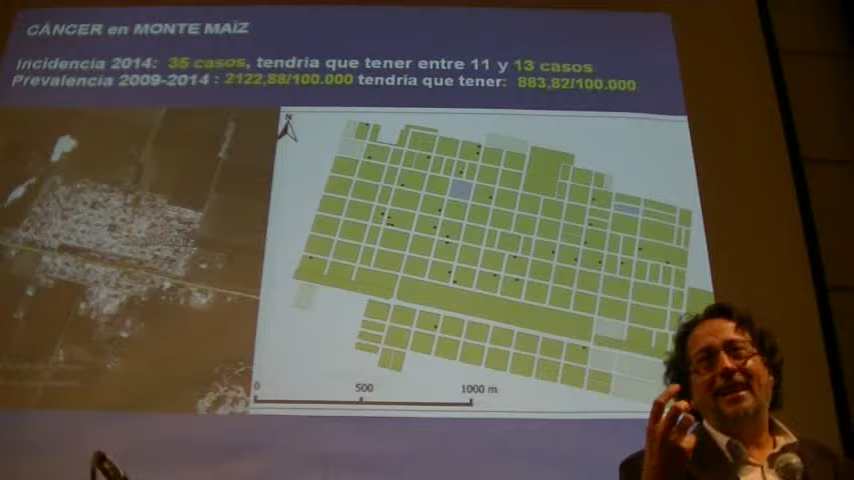 CÁNCER en MONTE MAÍZ
Incidencia 2014: 35 casos, tendria que tener entre 11 y 13 casos
Prevalencia 2009-2014 : 2122,88/100.000 tendría que tener: 883,82/100.000
N
0 500 1000 m